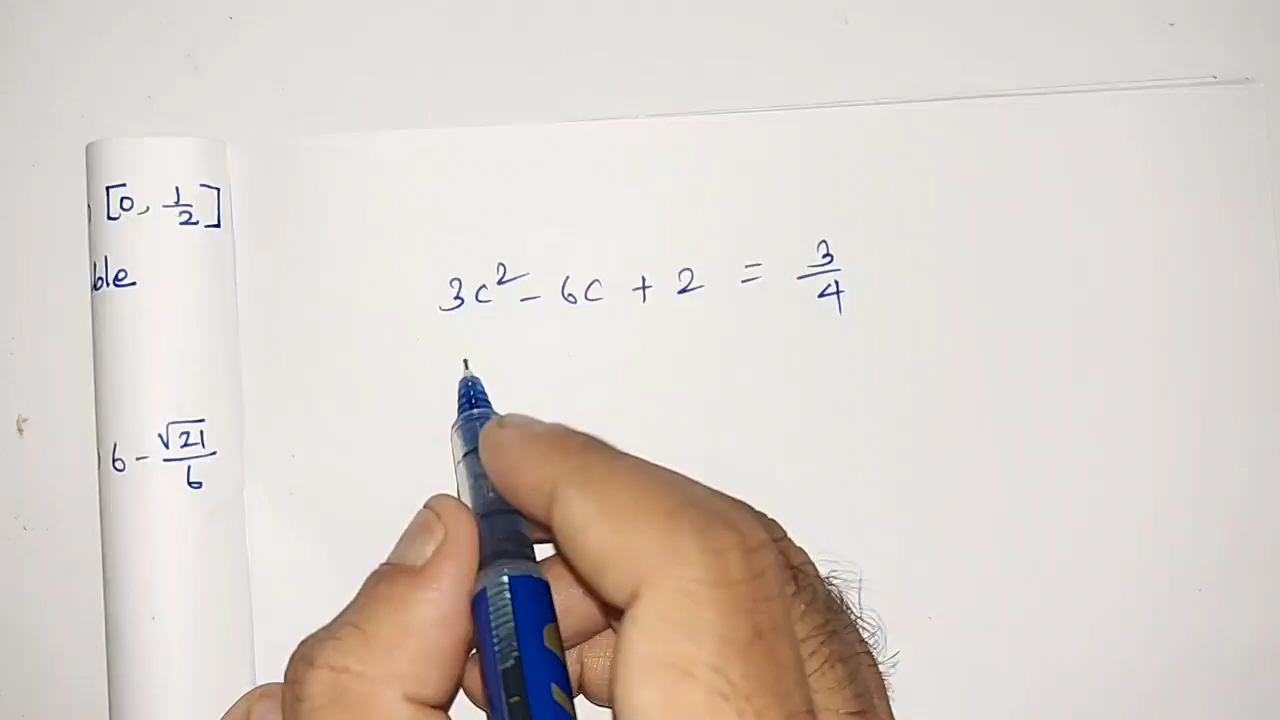 [0, 1/2]
ble
6 - √21/6
3c² - 6c + 2 = 3/4